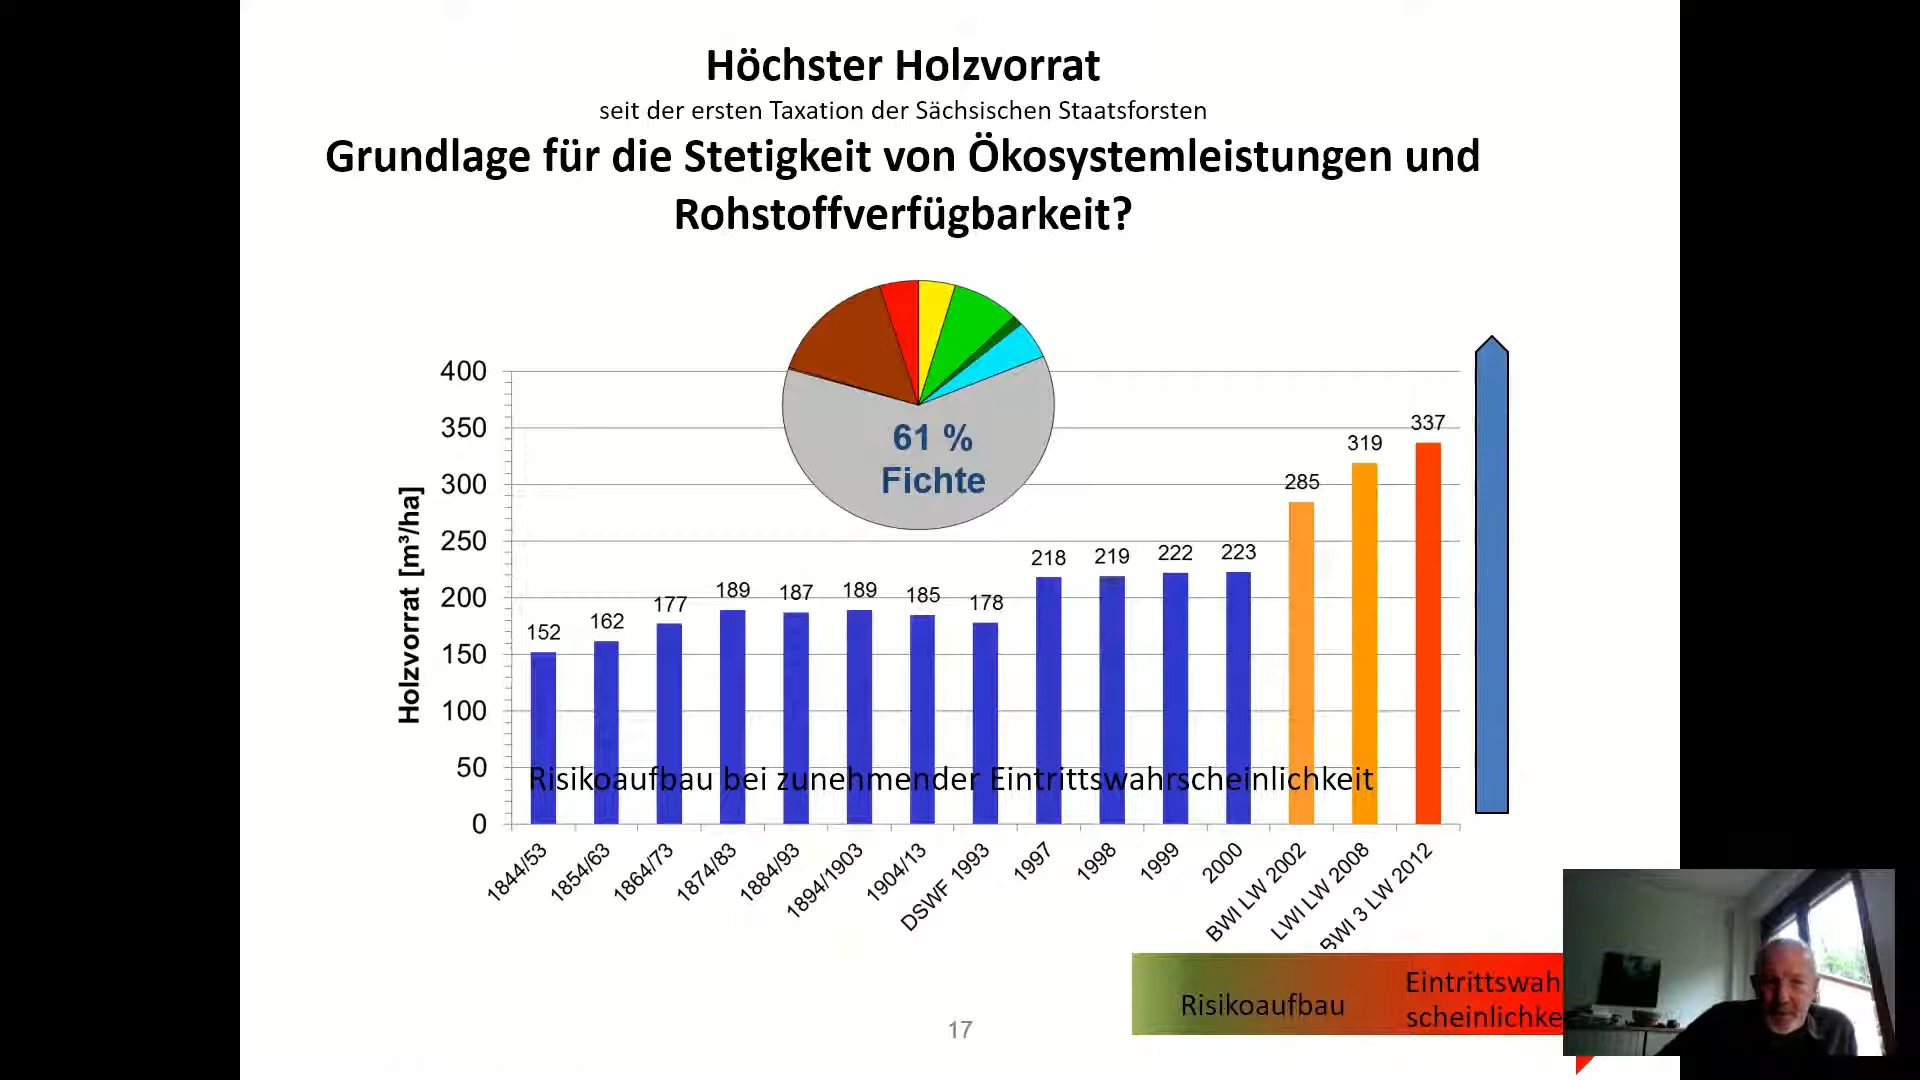 Höchster Holzvorrat
seit der ersten Taxation der Sächsischen Staatsforsten
Grundlage für die Stetigkeit von Ökosystemleistungen und
Rohstoffverfügbarkeit?
61 %
Fichte
Holzvorrat [m³/ha]
400
350
300
250
200
150
100
50
0
152
162
177
189
187
189
185
178
218
219
222
223
285
319
337
Risikoaufbau bei zunehmender Eintrittswahrscheinlichkeit
1844/53
1854/63
1864/73
1874/83
1884/93
1894/1903
1904/13
DSWF 1993
1997
1998
1999
2000
BWI LW 2002
LWI LW 2008
BWI 3 LW 2012
Risikoaufbau
Eintrittswah
scheinlichke
17